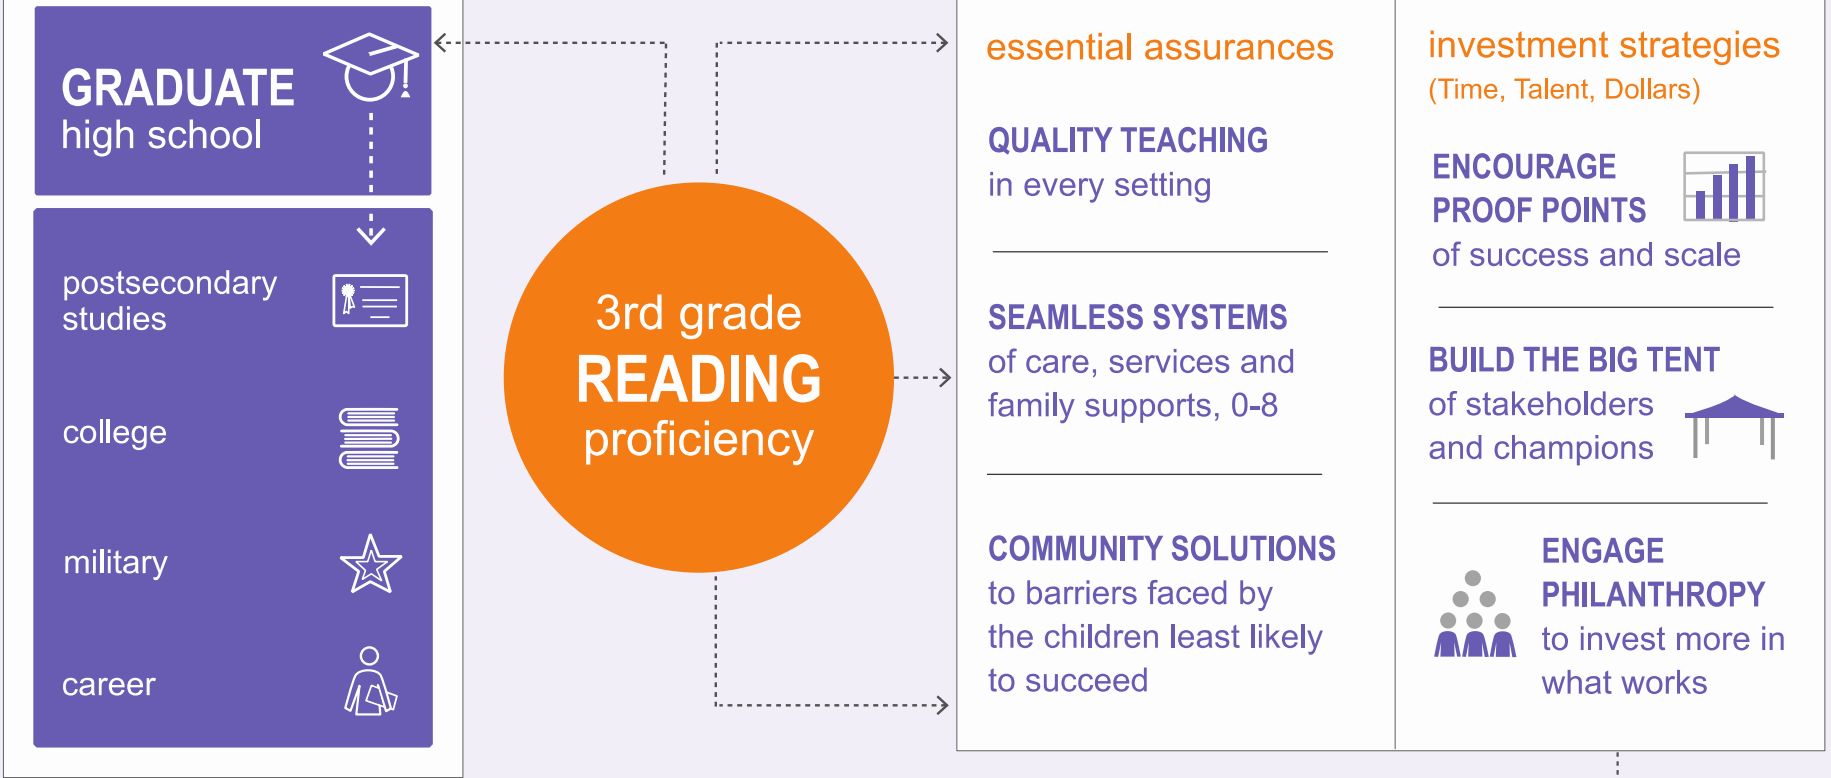 GRADUATE
high school
postsecondary
studies
college
military
career
3rd grade
READING
proficiency
essential assurances
QUALITY TEACHING
in every setting
SEAMLESS SYSTEMS
of care, services and
family supports, 0-8
COMMUNITY SOLUTIONS
to barriers faced by
the children least likely
to succeed
investment strategies
(Time, Talent, Dollars)
ENCOURAGE
PROOF POINTS
of success and scale
BUILD THE BIG TENT
of stakeholders
and champions
ENGAGE
PHILANTHROPY
to invest more in
what works